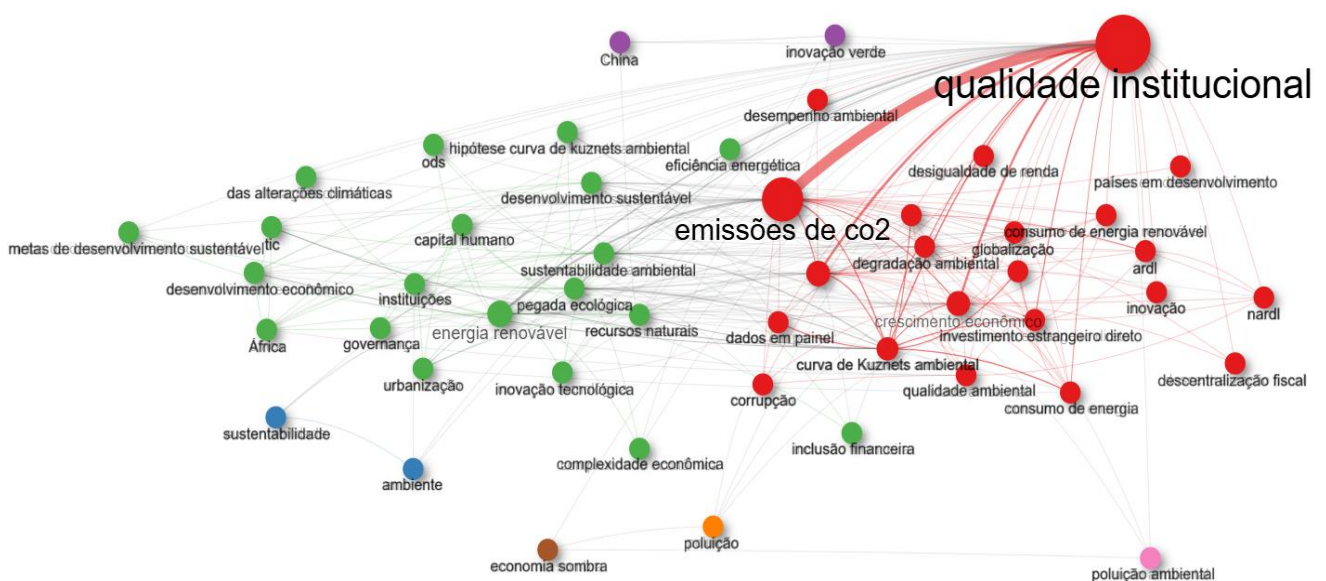 China
inovação verde
qualidade institucional
desempenho ambiental
ods
hipótese curva de kuznets ambiental
eficiência energética
desigualdade de renda
países em desenvolvimento
das alterações climáticas
desenvolvimento sustentável
metas de desenvolvimento sustentável
tic
capital humano
emissões de co2
consumo de energia renovável
globalização
degradação ambiental
ardl
sustentabilidade ambiental
desenvolvimento econômico
instituições
pegada ecológica
inovação
nardl
energia renovável
recursos naturais
crescimento econômico
investimento estrangeiro direto
África
governança
dados em painel
curva de Kuznets ambiental
urbanização
inovação tecnológica
corrupção
qualidade ambiental
consumo de energia
descentralização fiscal
sustentabilidade
inclusão financeira
complexidade econômica
ambiente
poluição
economia sombra
poluição ambiental